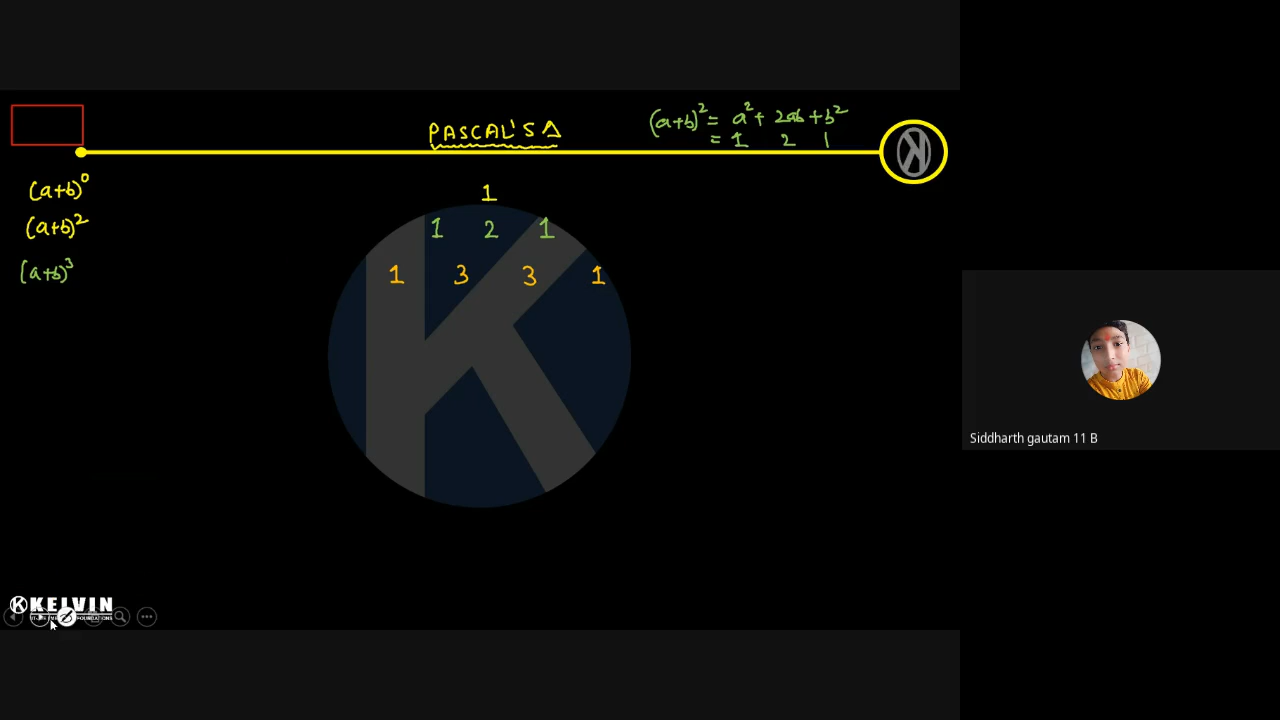 PASCAL'S Δ
(a+b)² = a² + 2ab + b²
= 1 2 1
(a+b)⁰ 1
(a+b)² 1 2 1
(a+b)³ 1 3 3 1
Siddharth gautam 11 B
KELVIN